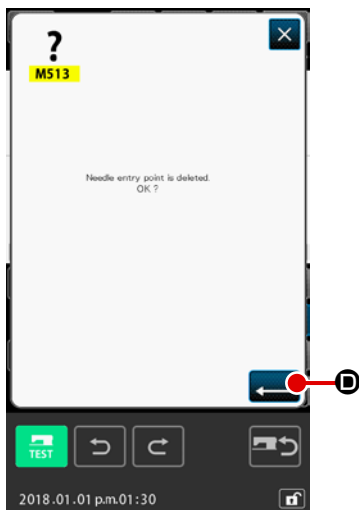 ?
M513
Needle entry point is deleted.
OK ?
D
TEST
2018.01.01 p.m.01:30